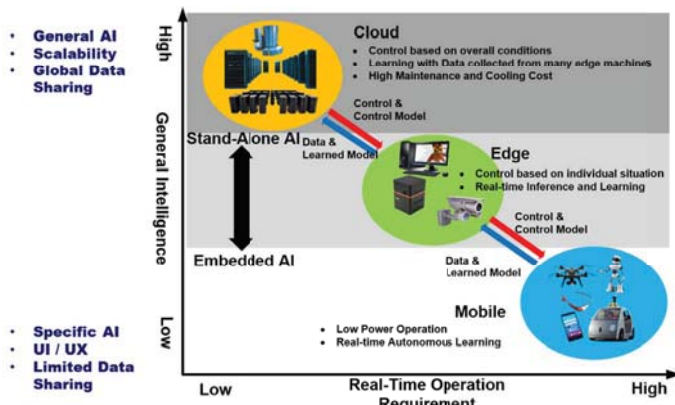 General AI
Scalability
Global Data
Sharing
High
General Intelligence
Low
Cloud
Control based on overall conditions
Learning with Data collected from many edge machines
High Maintenance and Cooling Cost
Control &
Control Model
Stand-Alone AI
Data &
Learned Model
Edge
Control based on individual situation
Real-time Inference and Learning
Control &
Control Model
Data &
Learned Model
Embedded AI
Mobile
Low Power Operation
Real-time Autonomous Learning
Specific AI
UI / UX
Limited Data
Sharing
Low
Real-Time Operation
Requirement
High